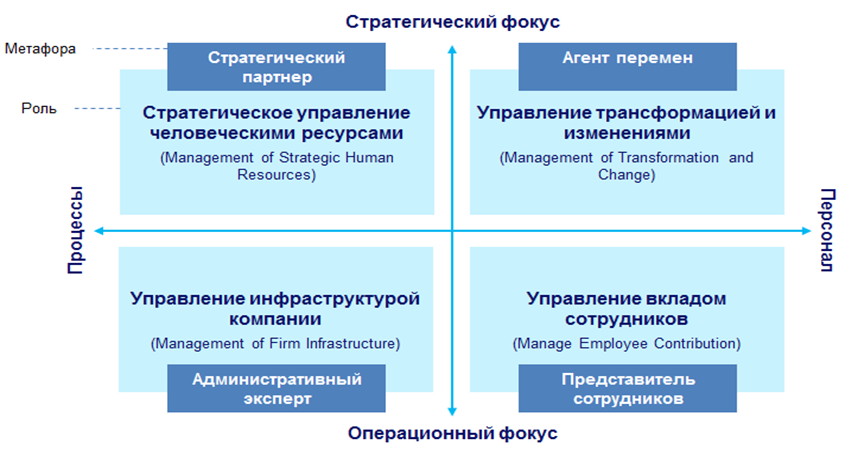 Стратегический фокус
Метафора
Стратегический
партнер
Агент перемен
Роль
Стратегическое управление
человеческими ресурсами
(Management of Strategic Human
Resources)
Управление трансформацией и
изменениями
(Management of Transformation and
Change)
Процессы
Персонал
Управление инфраструктурой
компании
(Management of Firm Infrastructure)
Административный
эксперт
Управление вкладом
сотрудников
(Manage Employee Contribution)
Представитель
сотрудников
Операционный фокус